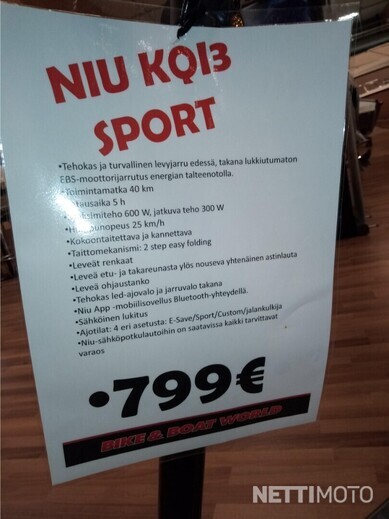 NIU KQI3
SPORT
•Tehokas ja turvallinen levyjarru edessä, takana lukkiutumaton
EBS-moottorijarrutus energian talteenotolla.
•Toimintamatka 40 km
•Latausaika 5 h
•Maksimiteho 600 W, jatkuva teho 300 W
•Huippunopeus 25 km/h
•Kokoontaitettava ja kannettava
•Taittomekanismi: 2 step easy folding
•Leveät renkaat
•Leveä etu- ja takareunasta ylös nouseva yhtenäinen astinlauta
•Leveä ohjaustanko
•Tehokas led-ajovalo ja jarruvalo takana
•Niu App -mobiilisovellus Bluetooth-yhteydellä.
•Sähköinen lukitus
•Ajotilat: 4 eri asetusta: E-Save/Sport/Custom/jalankulkija
•Niu-sähköpotkulautoihin on saatavissa kaikki tarvittavat
varaos
•799€
BIKE & BOAT WORLD
NETTIMOTO